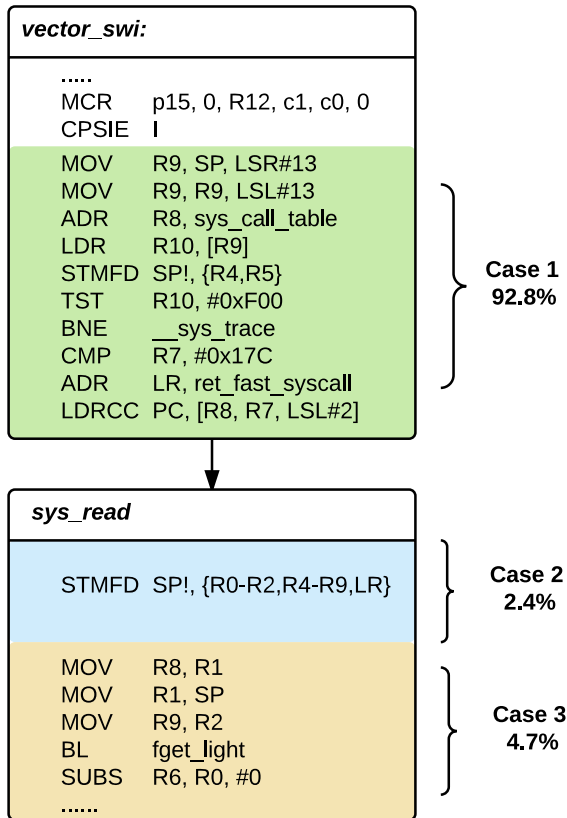 vector_swi:
.....
MCR p15, 0, R12, c1, c0, 0
CPSIE I
MOV R9, SP, LSR#13
MOV R9, R9, LSL#13
ADR R8, sys_call_table
LDR R10, [R9]
STMFD SP!, {R4,R5}
TST R10, #0xF00
BNE __sys_trace
CMP R7, #0x17C
ADR LR, ret_fast_syscall
LDRCC PC, [R8, R7, LSL#2]
Case 1
92.8%
sys_read
STMFD SP!, {R0-R2,R4-R9,LR}
Case 2
2.4%
MOV R8, R1
MOV R1, SP
MOV R9, R2
BL fget_light
SUBS R6, R0, #0
......
Case 3
4.7%